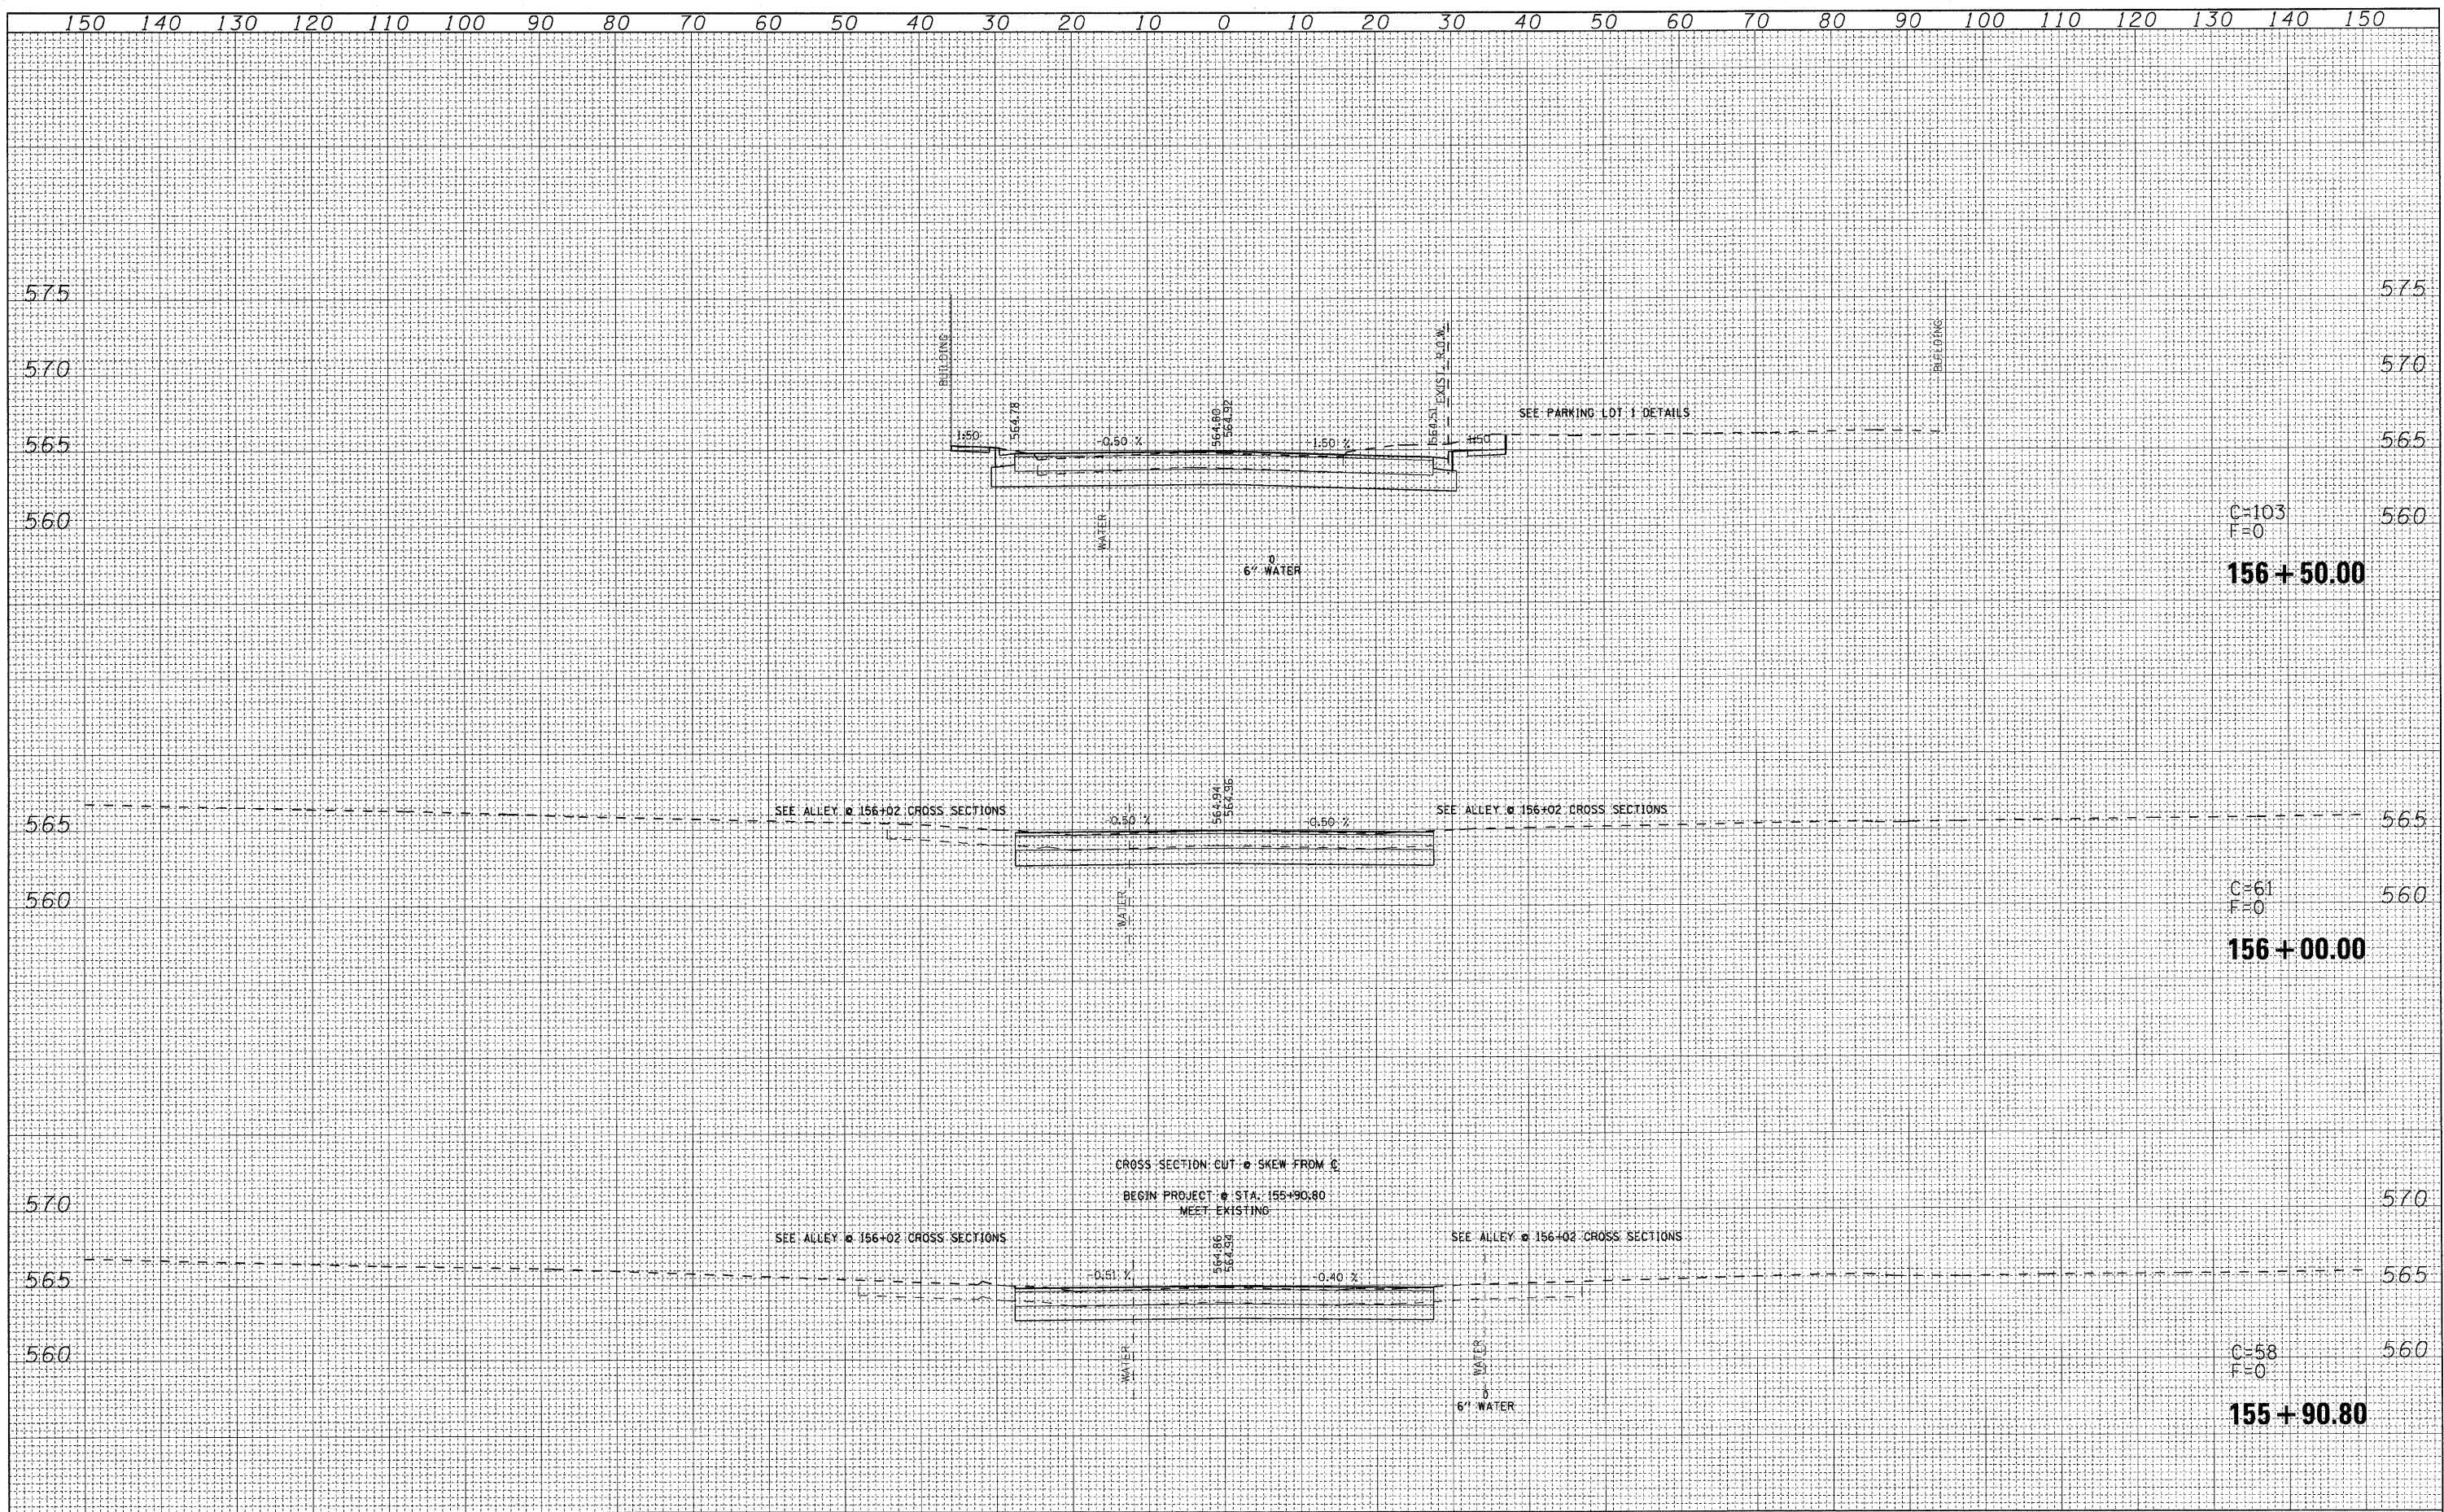 150 140 130 120 110 100 90 80 70 60 50 40 30 20 10 0 10 20 30 40 50 60 70 80 90 100 110 120 130 140 150
575 575
BUILDING
EXIST. R.O.W.
BUILDING
570 570
564.78
564.80
564.92
564.51
SEE PARKING LOT 1 DETAILS
565 1:50 -0.50 % -1.50 % 1:50 565
WATER
560 C=103 560
F=0
0
6" WATER
156+50.00
564.94
564.96
SEE ALLEY @ 156+02 CROSS SECTIONS SEE ALLEY @ 156+02 CROSS SECTIONS
565 -0.50 % -0.50 % 565
WATER
560 C=61 560
F=0
156+00.00
CROSS SECTION CUT @ SKEW FROM ℄
BEGIN PROJECT @ STA. 155+90.80
MEET EXISTING
570 570
564.86
564.94
SEE ALLEY @ 156+02 CROSS SECTIONS SEE ALLEY @ 156+02 CROSS SECTIONS
565 -0.51 % -0.40 % 565
WATER
WATER
560 C=58 560
F=0
0
6" WATER
155+90.80